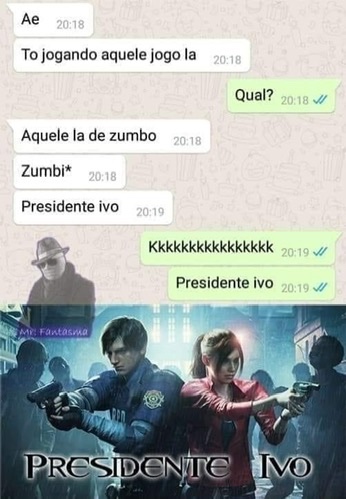 Ae 20:18
To jogando aquele jogo la 20:18
Qual? 20:18
Aquele la de zumbo 20:18
Zumbi* 20:18
Presidente ivo 20:19
Kkkkkkkkkkkkkkkk 20:19
Presidente ivo 20:19
Mr. Fantasma
PRESIDENTE IVO